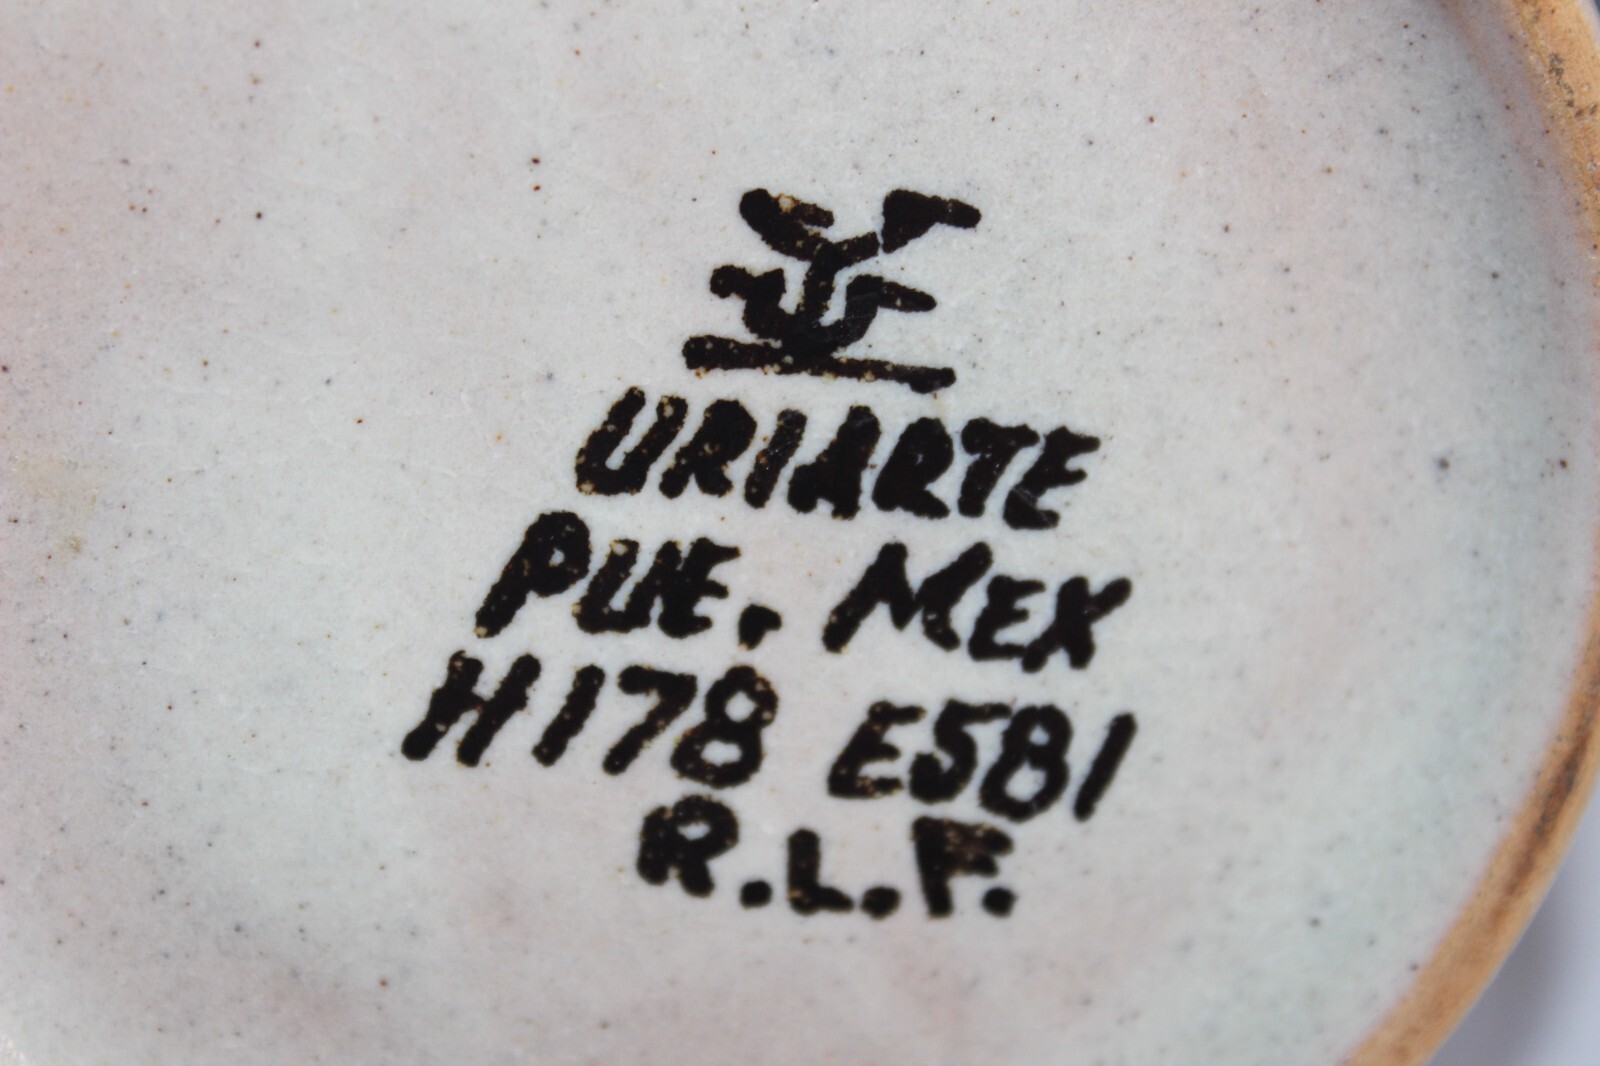 URIARTE
PUE. MEX
H178 E581
R.L.F.